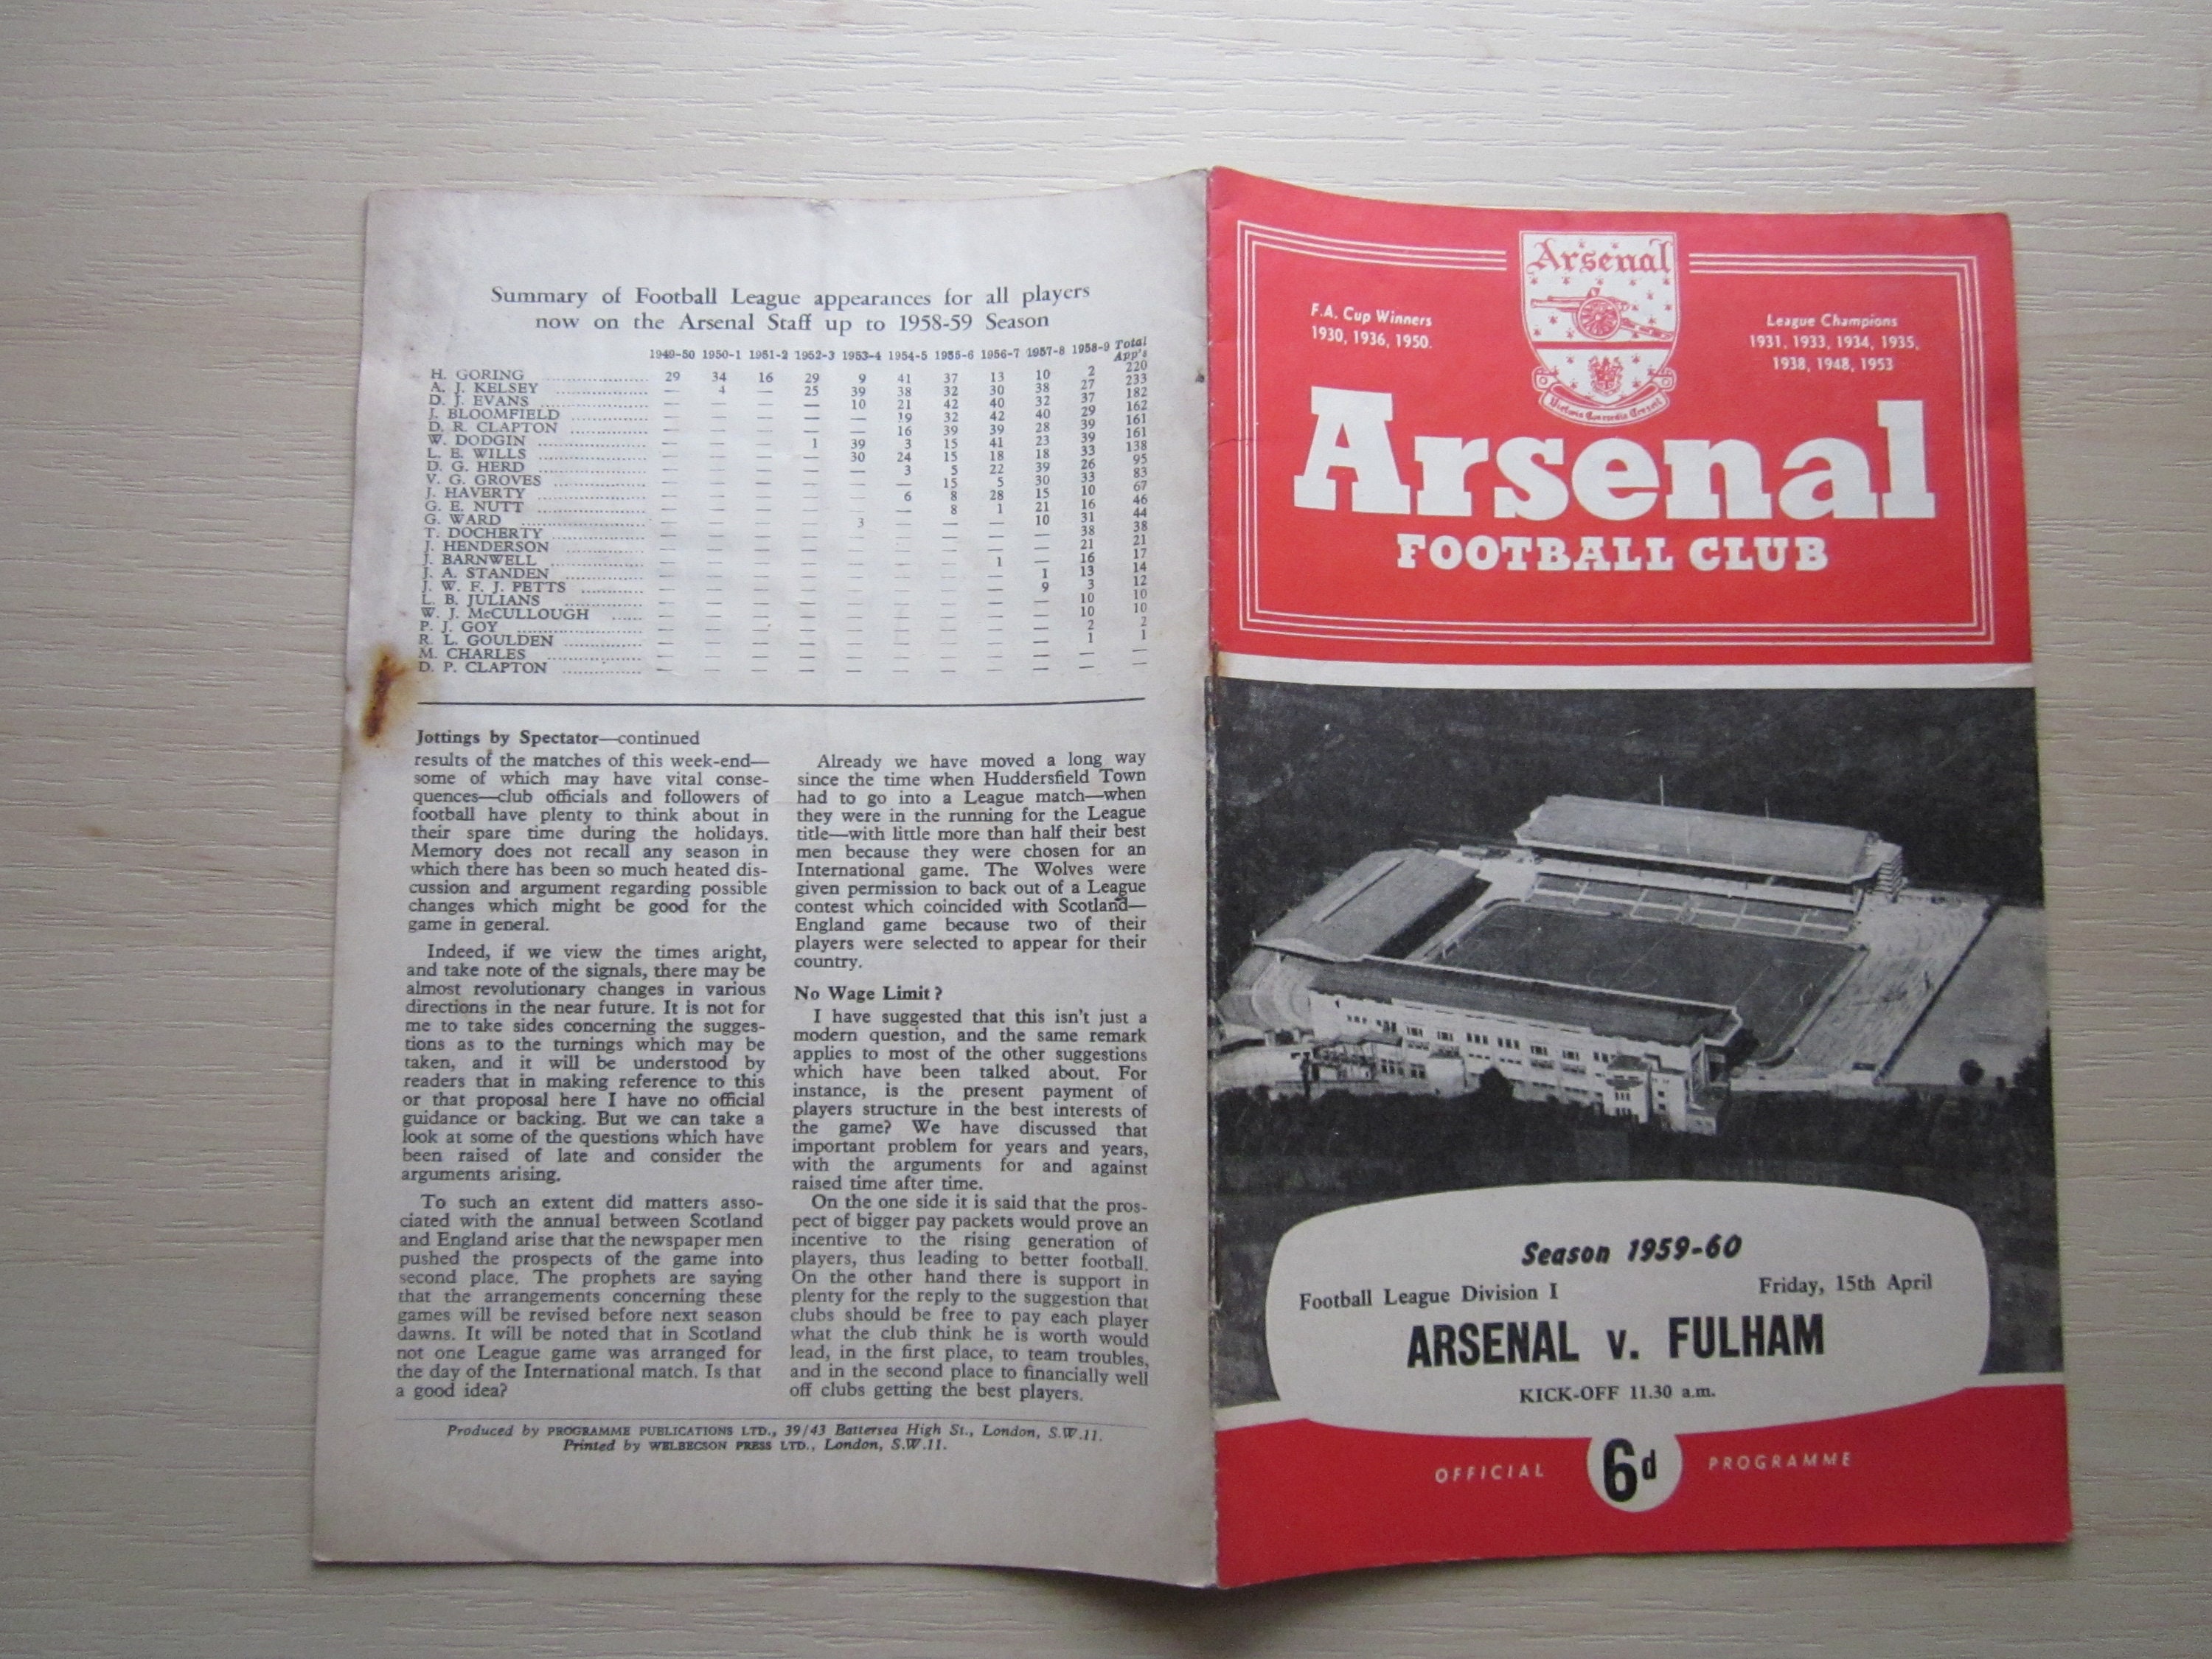 Summary of Football League appearances for all players
now on the Arsenal Staff up to 1958-59 Season
1949-50 1950-1 1951-2 1952-3 1953-4 1954-5 1955-6 1956-7 1957-8 1958-9 Total App's
H. GORING 29 34 16 29 9 41 37 13 10 2 220
A. J. KELSEY — 4 — 25 39 38 32 30 38 27 233
D. J. EVANS — — — — 10 21 42 40 32 37 182
J. BLOOMFIELD — — — — — 19 32 42 40 29 162
D. R. CLAPTON — — — — — 16 39 39 28 39 161
W. DODGIN — — — 1 39 3 15 41 23 39 161
L. E. WILLS — — — — 30 24 15 18 18 33 138
D. G. HERD — — — — — 3 5 22 39 26 95
V. G. GROVES — — — — — — 15 5 30 33 83
J. HAVERTY — — — — — 6 8 28 15 10 67
G. E. NUTT — — — — — — 8 1 21 16 46
G. WARD — — — — 3 — — — 10 31 44
T. DOCHERTY — — — — — — — — — 38 38
J. HENDERSON — — — — — — — — — 21 21
J. BARNWELL — — — — — — — 1 — 16 17
J. A. STANDEN — — — — — — — — 1 13 14
J. W. F. J. PETTS — — — — — — — — 9 3 12
L. B. JULIANS — — — — — — — — — 10 10
W. J. McCULLOUGH — — — — — — — — — 10 10
P. J. GOY — — — — — — — — — 2 2
R. L. GOULDEN — — — — — — — — — 1 1
M. CHARLES — — — — — — — — — — —
D. P. CLAPTON — — — — — — — — — — —
Jottings by Spectator—continued
results of the matches of this week-end—
some of which may have vital conse-
quences—club officials and followers of
football have plenty to think about in
their spare time during the holidays.
Memory does not recall any season in
which there has been so much heated dis-
cussion and argument regarding possible
changes which might be good for the
game in general.
Indeed, if we view the times aright,
and take note of the signals, there may be
almost revolutionary changes in various
directions in the near future. It is not for
me to take sides concerning the sugges-
tions as to the turnings which may be
taken, and it will be understood by
readers that in making reference to this
or that proposal here I have no official
guidance or backing. But we can take a
look at some of the questions which have
been raised of late and consider the
arguments arising.
To such an extent did matters asso-
ciated with the annual between Scotland
and England arise that the newspaper men
pushed the prospects of the game into
second place. The prophets are saying
that the arrangements concerning these
games will be revised before next season
dawns. It will be noted that in Scotland
not one League game was arranged for
the day of the International match. Is that
a good idea?
Already we have moved a long way
since the time when Huddersfield Town
had to go into a League match—when
they were in the running for the League
title—with little more than half their best
men because they were chosen for an
International game. The Wolves were
given permission to back out of a League
contest which coincided with Scotland—
England game because two of their
players were selected to appear for their
country.
No Wage Limit?
I have suggested that this isn't just a
modern question, and the same remark
applies to most of the other suggestions
which have been talked about. For
instance, is the present payment of
players structure in the best interests of
the game? We have discussed that
important problem for years and years,
with the arguments for and against
raised time after time.
On the one side it is said that the pros-
pect of bigger pay packets would prove an
incentive to the rising generation of
players, thus leading to better football.
On the other hand there is support in
plenty for the reply to the suggestion that
clubs should be free to pay each player
what the club think he is worth would
lead, in the first place, to team troubles,
and in the second place to financially well
off clubs getting the best players.
Produced by PROGRAMME PUBLICATIONS LTD., 39/43 Battersea High St., London, S.W.11.
Printed by WELBECSON PRESS LTD., London, S.W.11.
Arsenal
F.A. Cup Winners
1930, 1936, 1950.
League Champions
1931, 1933, 1934, 1935,
1938, 1948, 1953
Victoria Concordia Crescit
Arsenal
FOOTBALL CLUB
Season 1959-60
Football League Division I
Friday, 15th April
ARSENAL v. FULHAM
KICK-OFF 11.30 a.m.
OFFICIAL 6d PROGRAMME